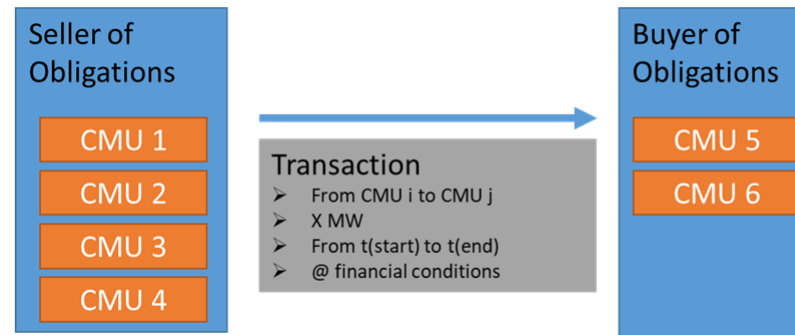 Seller of
Obligations
CMU 1
CMU 2
CMU 3
CMU 4
Transaction
➢ From CMU i to CMU j
➢ X MW
➢ From t(start) to t(end)
➢ @ financial conditions
Buyer of
Obligations
CMU 5
CMU 6